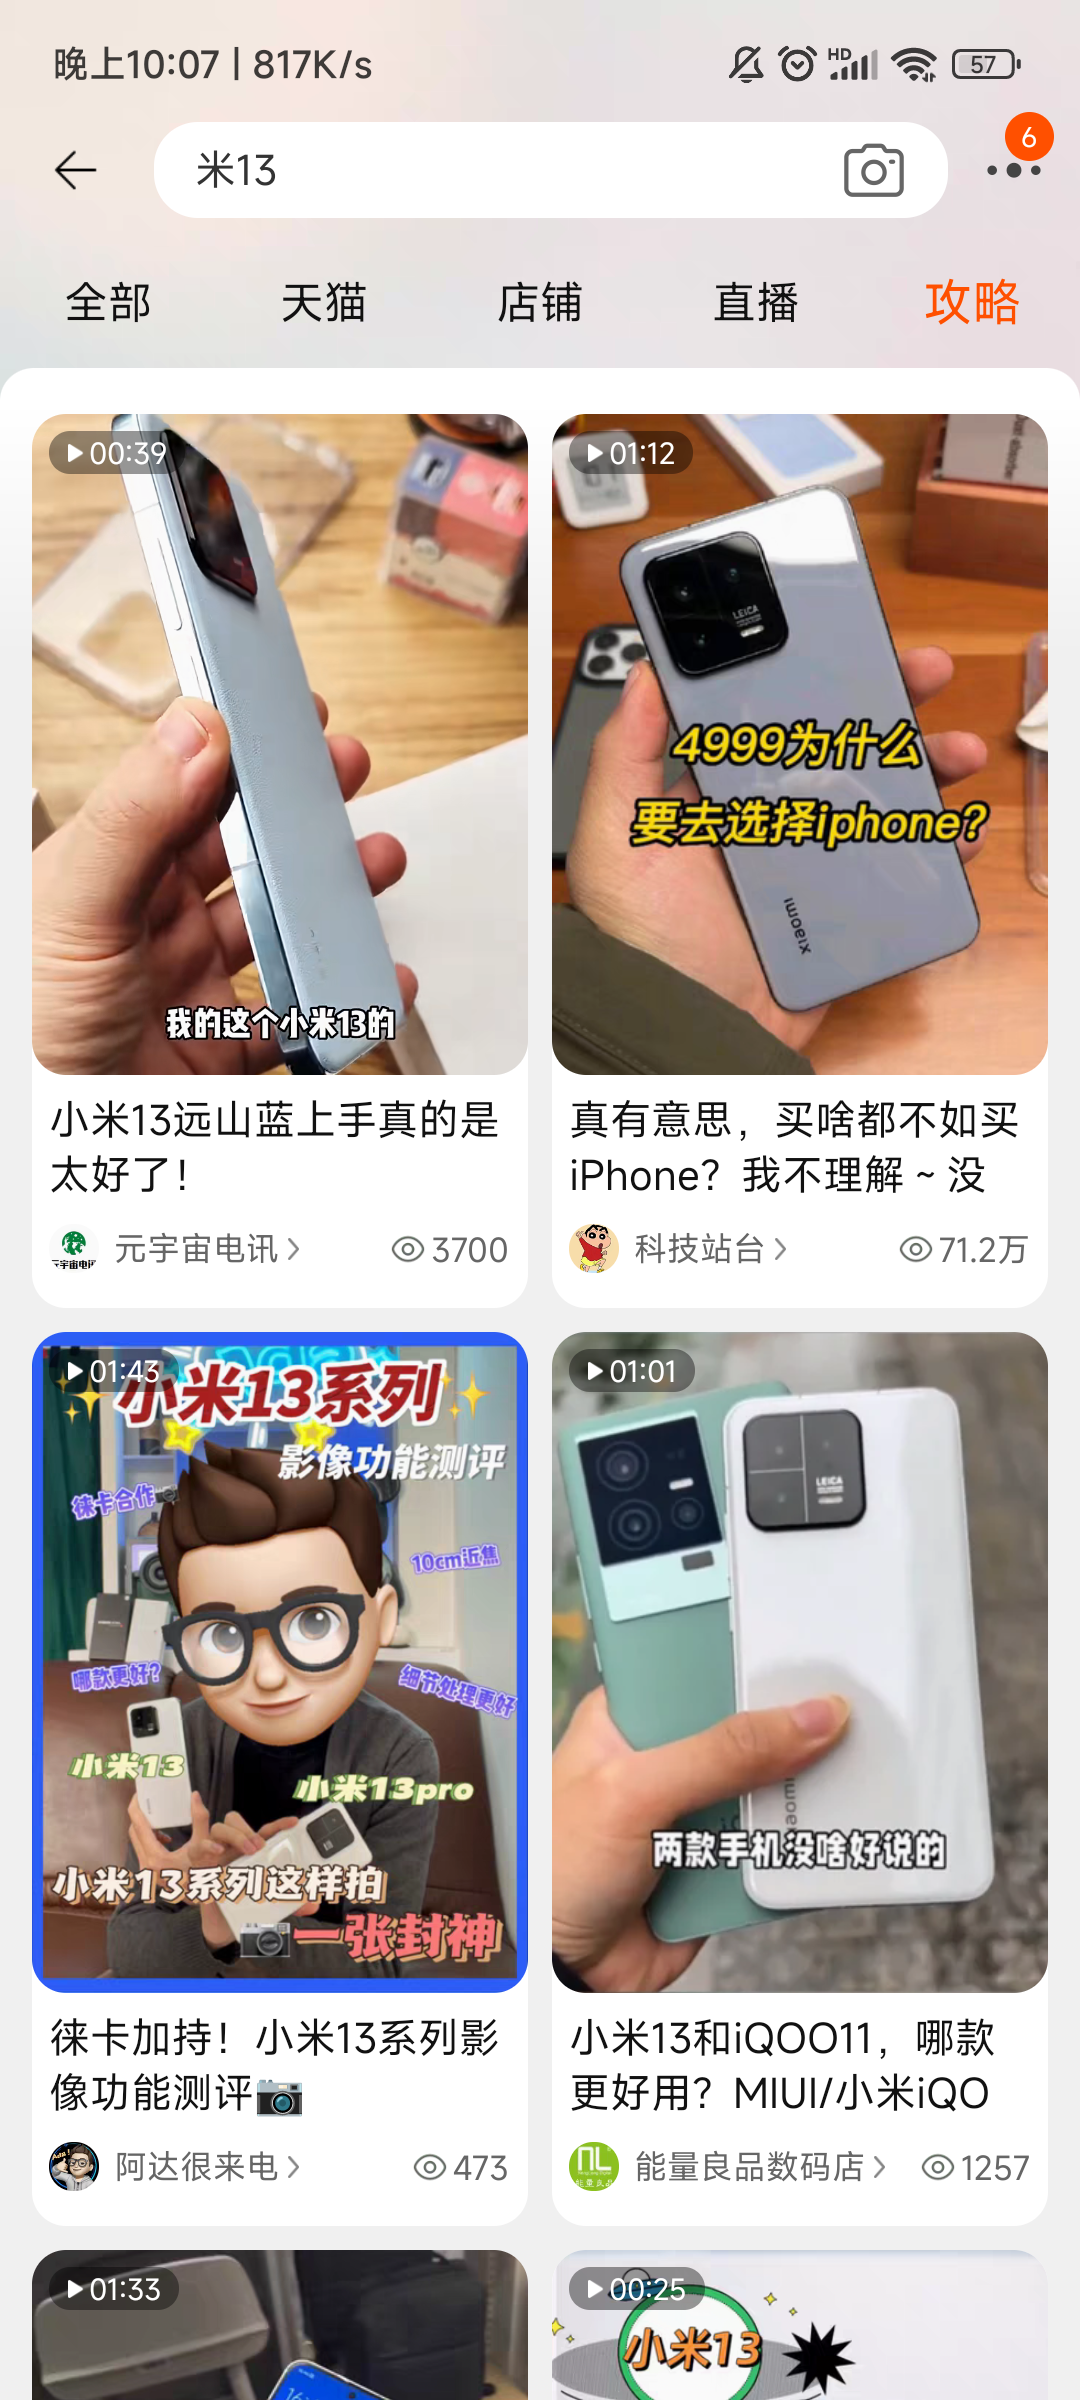 晚上10:07 | 817K/s
HD
57
米13
6
全部
天猫
店铺
直播
攻略
00:39
我的这个小米13的
小米13远山蓝上手真的是
太好了！
元宇宙电讯
3700
01:12
LEICA
4999为什么
要去选择iphone?
xiaomi
真有意思，买啥都不如买
iPhone？我不理解 ~ 没
科技站台
71.2万
01:43
小米13系列
影像功能测评
徕卡合作
10cm近焦
哪款更好?
细节处理更好
小米13
小米13pro
小米13系列这样拍
一张封神
徕卡加持！小米13系列影
像功能测评📷
阿达很来电
473
01:01
LEICA
两款手机没啥好说的
小米13和iQOO11，哪款
更好用？MIUI/小米iQO
能量良品数码店
1257
01:33
00:25
小米13